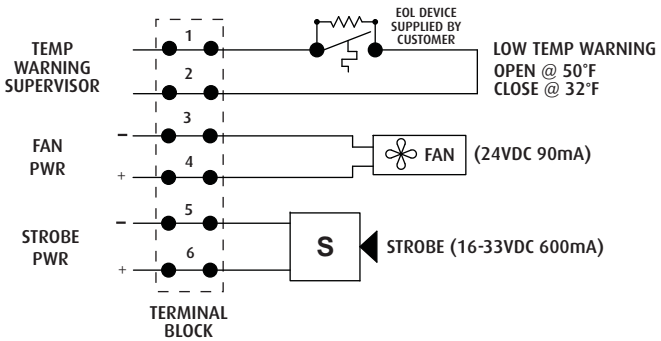 EOL DEVICE
SUPPLIED BY
CUSTOMER
TEMP
WARNING
SUPERVISOR
1
2
LOW TEMP WARNING
OPEN @ 50°F
CLOSE @ 32°F
FAN
PWR
−
+
3
4
FAN
(24VDC 90mA)
STROBE
PWR
−
+
5
6
S
STROBE (16-33VDC 600mA)
TERMINAL
BLOCK